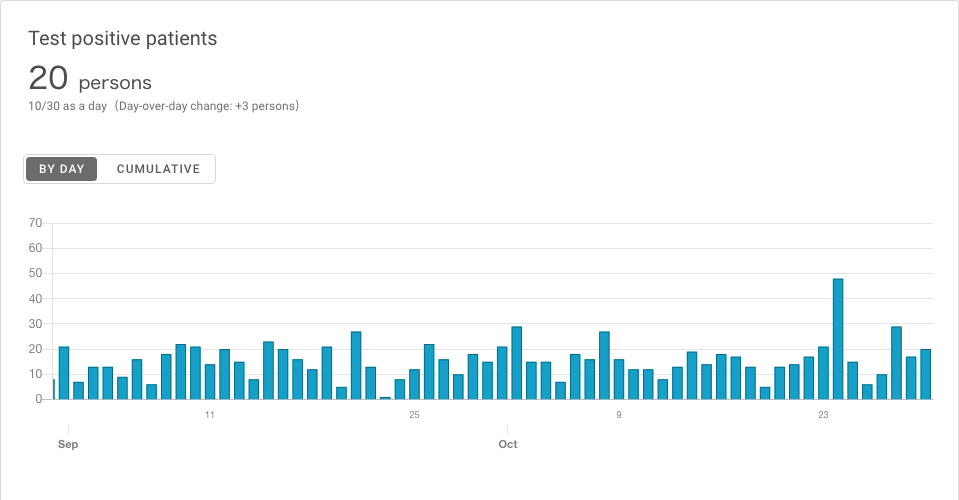 Test positive patients
20 persons
10/30 as a day（Day-over-day change: +3 persons）
BY DAY CUMULATIVE
70
60
50
40
30
20
10
0
11 25 9 23
Sep Oct